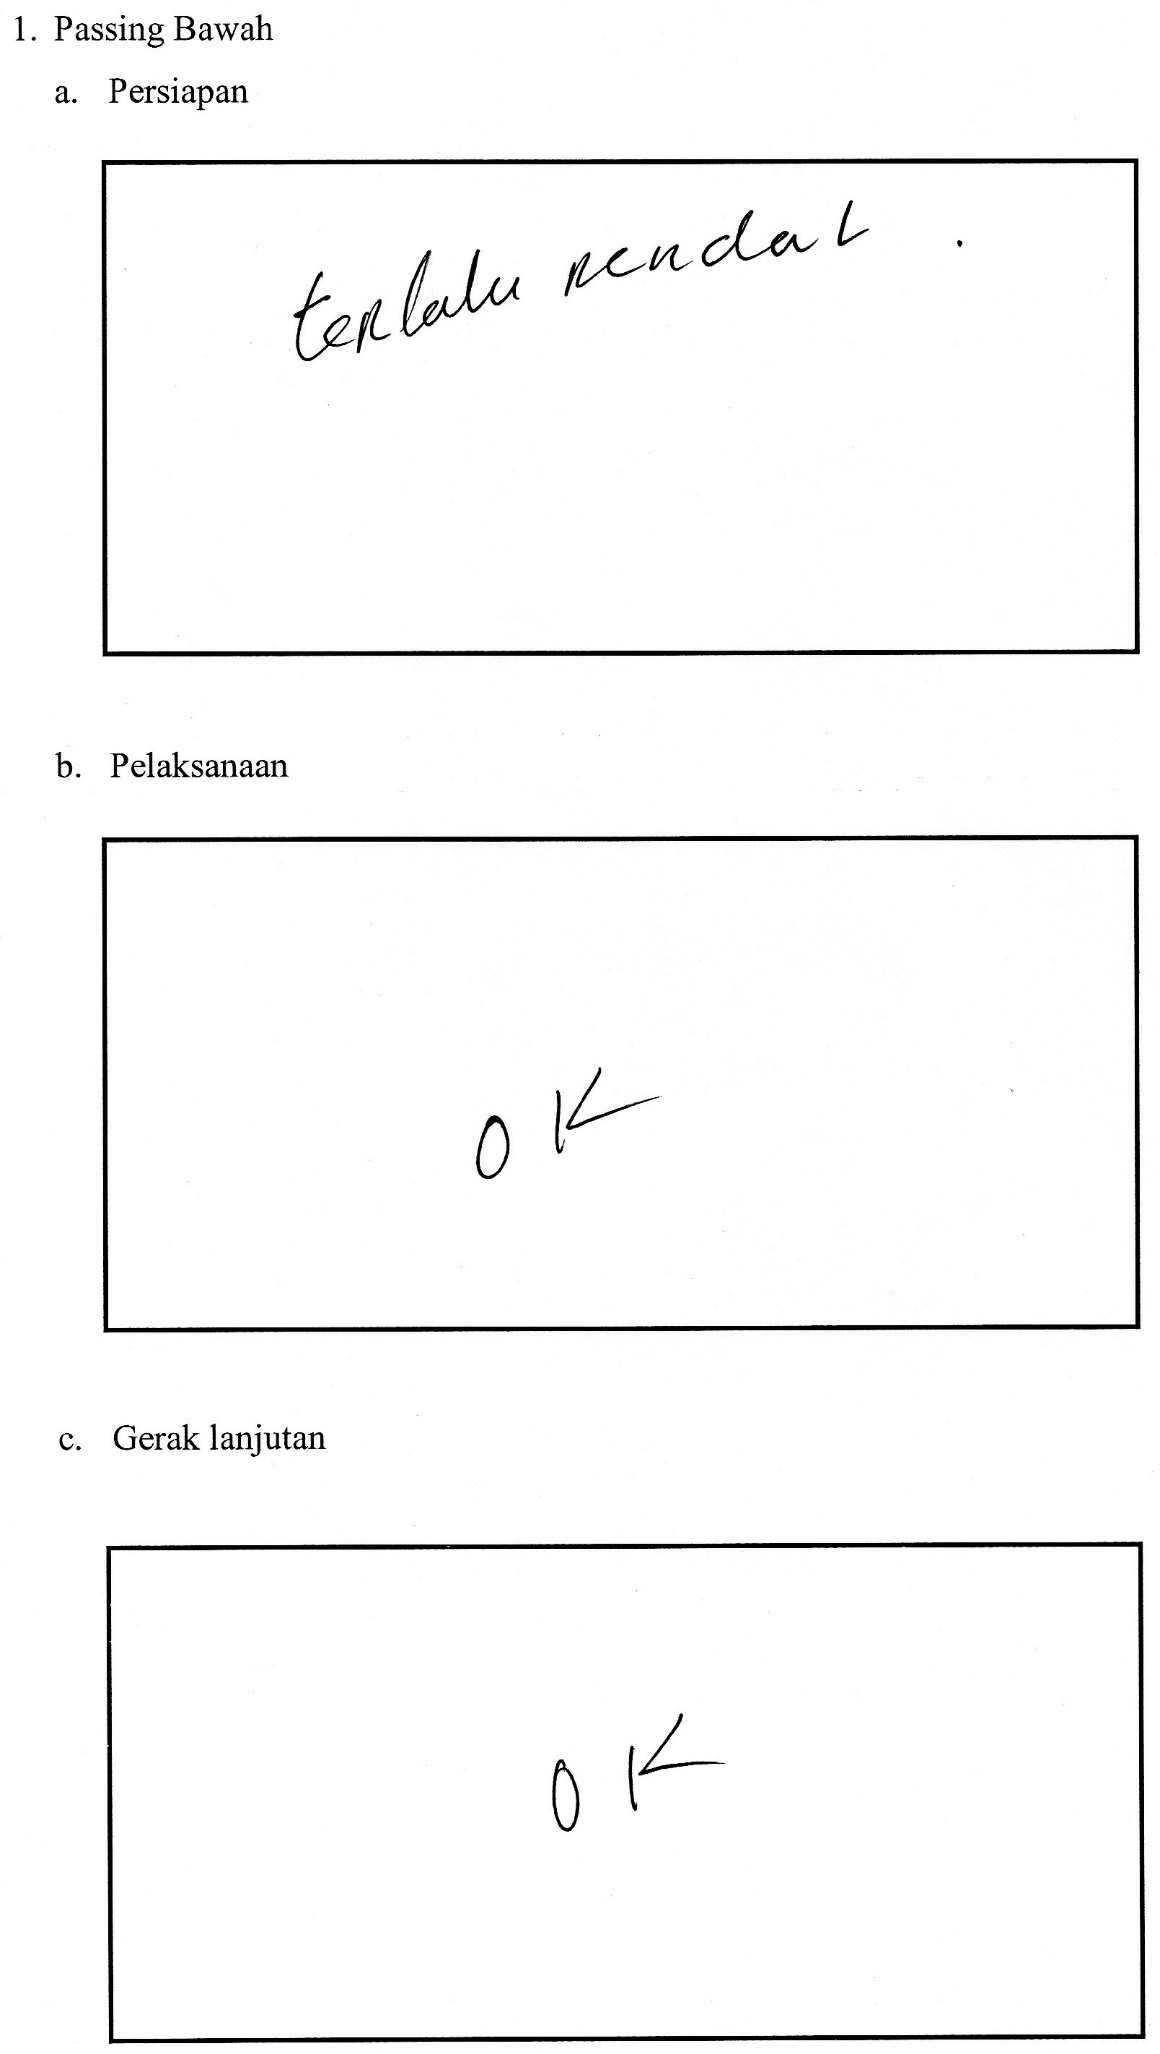 1. Passing Bawah
a. Persiapan
terlalu rendah.
b. Pelaksanaan
OK
c. Gerak lanjutan
OK